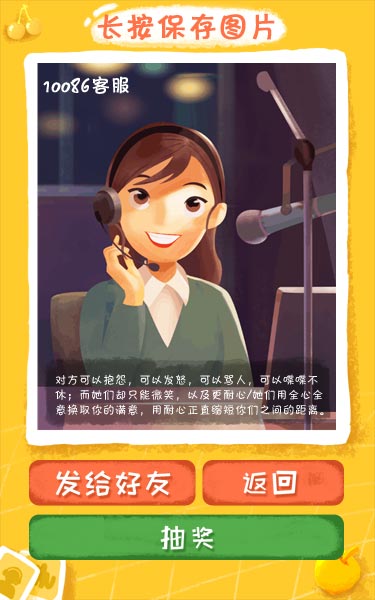 长按保存图片
10086客服
对方可以抱怨，可以发怒，可以骂人，可以喋喋不
休；而她们却只能微笑，以及更耐心/她们用全心全
意换取你的满意，用耐心正直缩短你们之间的距离。
发给好友
返回
抽奖